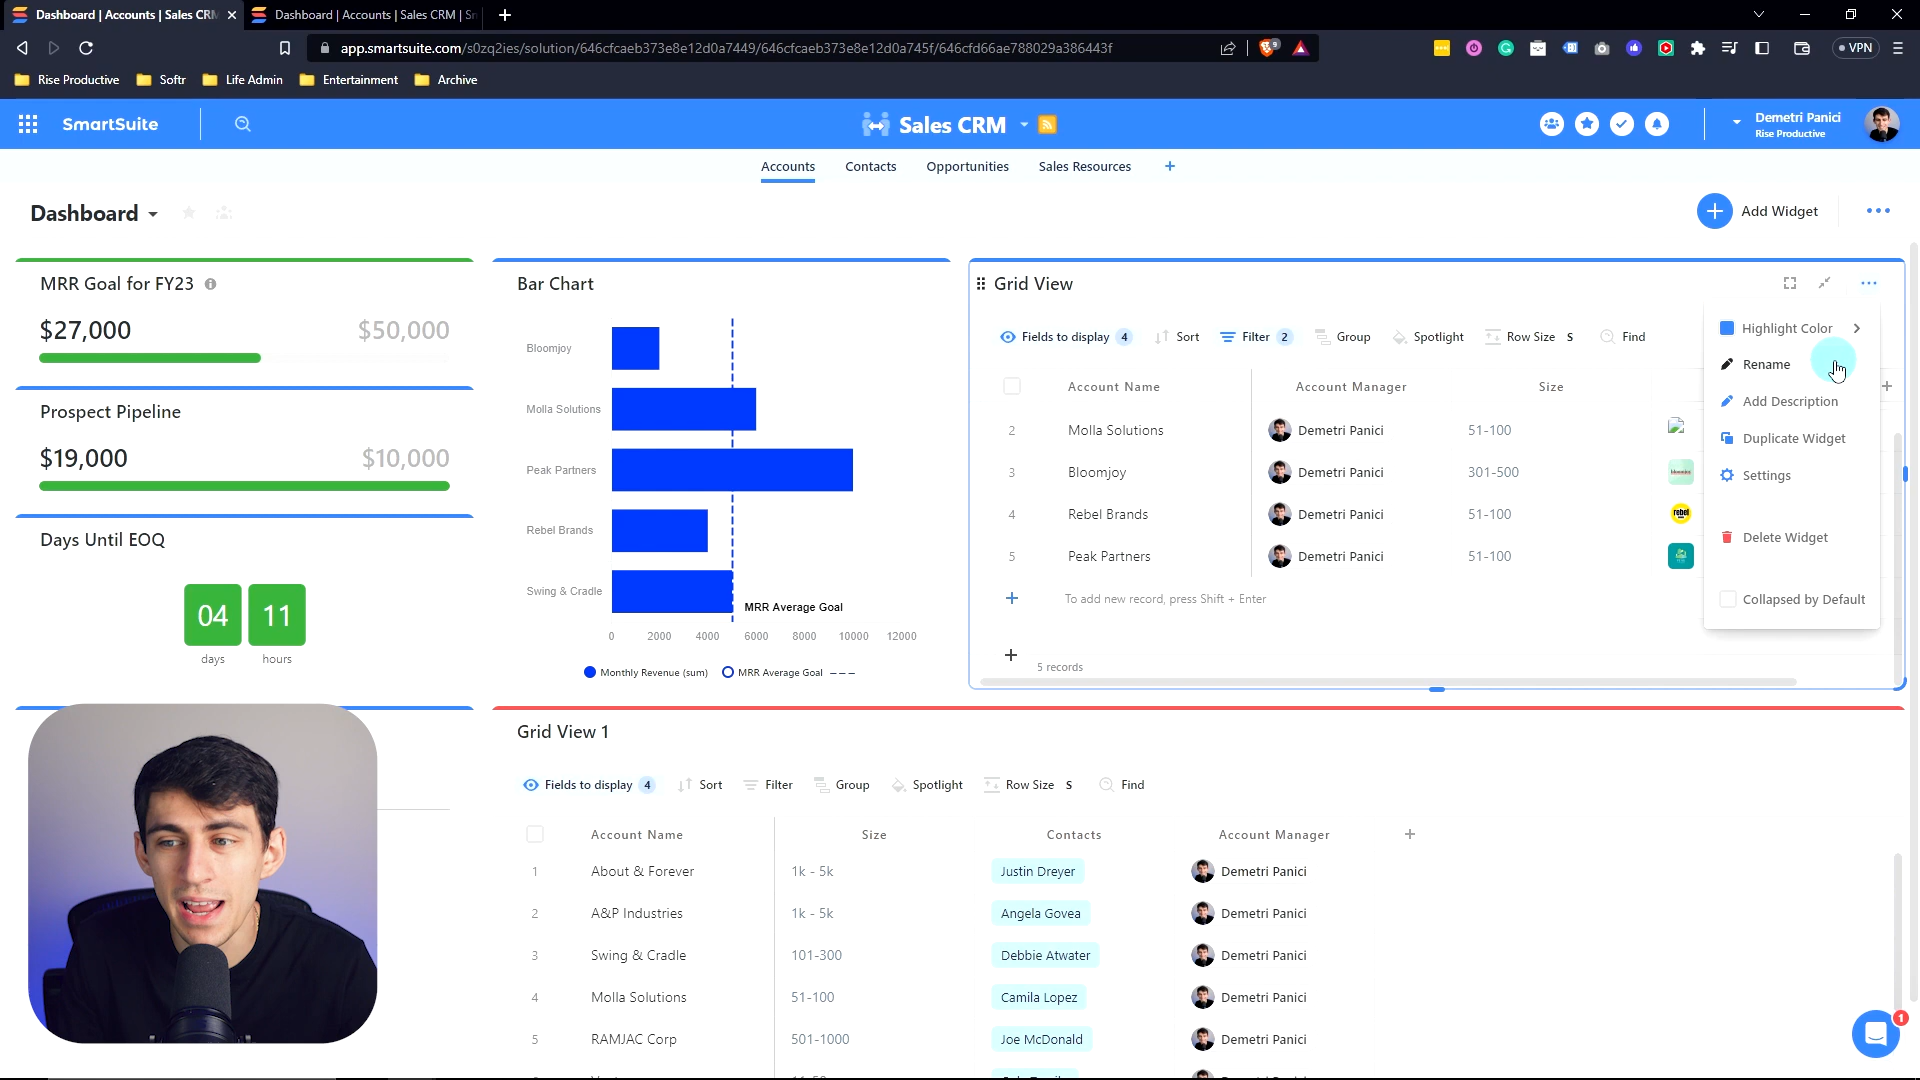 Dashboard | Accounts | Sales CRM
Dashboard | Accounts | Sales CRM | Sm
app.smartsuite.com/s0zq2ies/solution/646cfcaeb373e8e12d0a7449/646cfcaeb373e8e12d0a745f/646cfd66ae788029a386443f
VPN
Rise Productive
Softr
Life Admin
Entertainment
Archive
SmartSuite
Sales CRM
Demetri Panici
Rise Productive
Accounts
Contacts
Opportunities
Sales Resources
Dashboard
Add Widget
MRR Goal for FY23
$27,000
$50,000
Prospect Pipeline
$19,000
$10,000
Days Until EOQ
04
11
days
hours
Bar Chart
Bloomjoy
Molla Solutions
Peak Partners
Rebel Brands
Swing & Cradle
MRR Average Goal
0 2000 4000 6000 8000 10000 12000
Monthly Revenue (sum)
MRR Average Goal
Grid View
Fields to display 4
Sort
Filter 2
Group
Spotlight
Row Size S
Find
Account Name
Account Manager
Size
2 Molla Solutions Demetri Panici 51-100
3 Bloomjoy Demetri Panici 301-500
4 Rebel Brands Demetri Panici 51-100
rebel
5 Peak Partners Demetri Panici 51-100
To add new record, press Shift + Enter
5 records
Highlight Color
Rename
Add Description
Duplicate Widget
Settings
Delete Widget
Collapsed by Default
Grid View 1
Fields to display 4
Sort
Filter
Group
Spotlight
Row Size S
Find
Account Name
Size
Contacts
Account Manager
1 About & Forever 1k - 5k Justin Dreyer Demetri Panici
2 A&P Industries 1k - 5k Angela Govea Demetri Panici
3 Swing & Cradle 101-300 Debbie Atwater Demetri Panici
4 Molla Solutions 51-100 Camila Lopez Demetri Panici
5 RAMJAC Corp 501-1000 Joe McDonald Demetri Panici
1